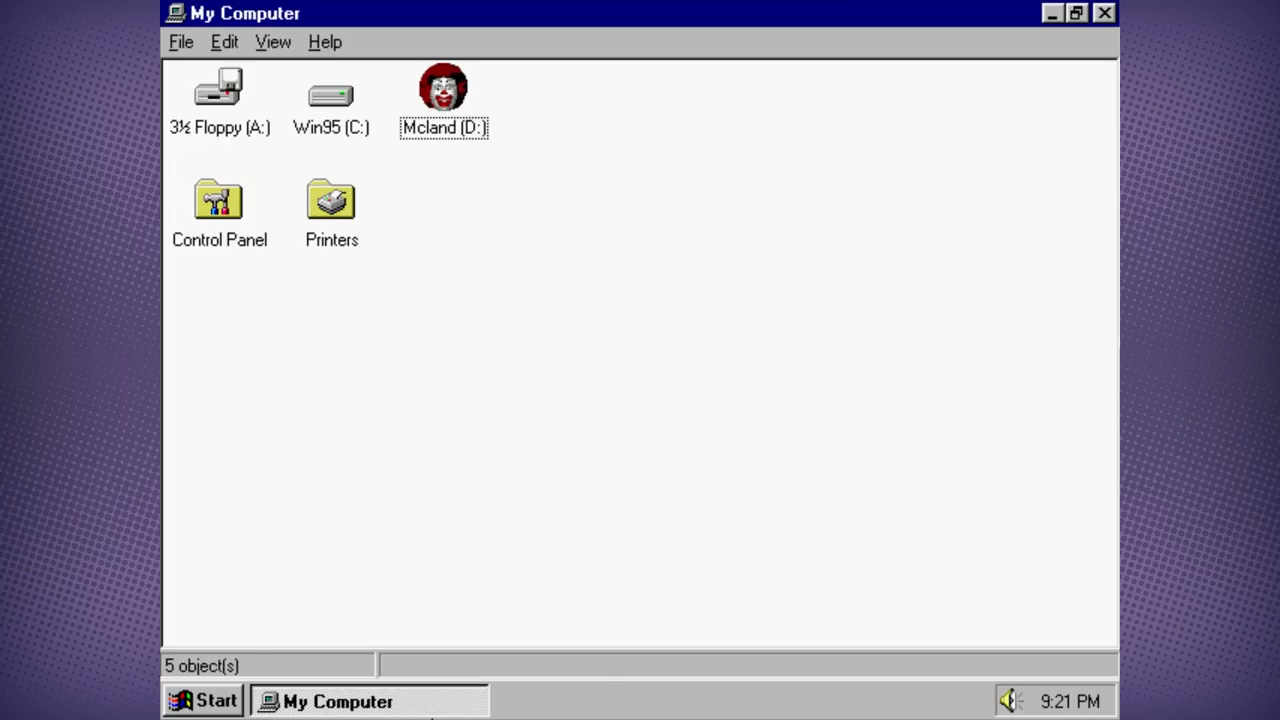 My Computer
File Edit View Help
3½ Floppy (A:) Win95 (C:) Mcland (D:)
Control Panel Printers
5 object(s)
Start My Computer 9:21 PM